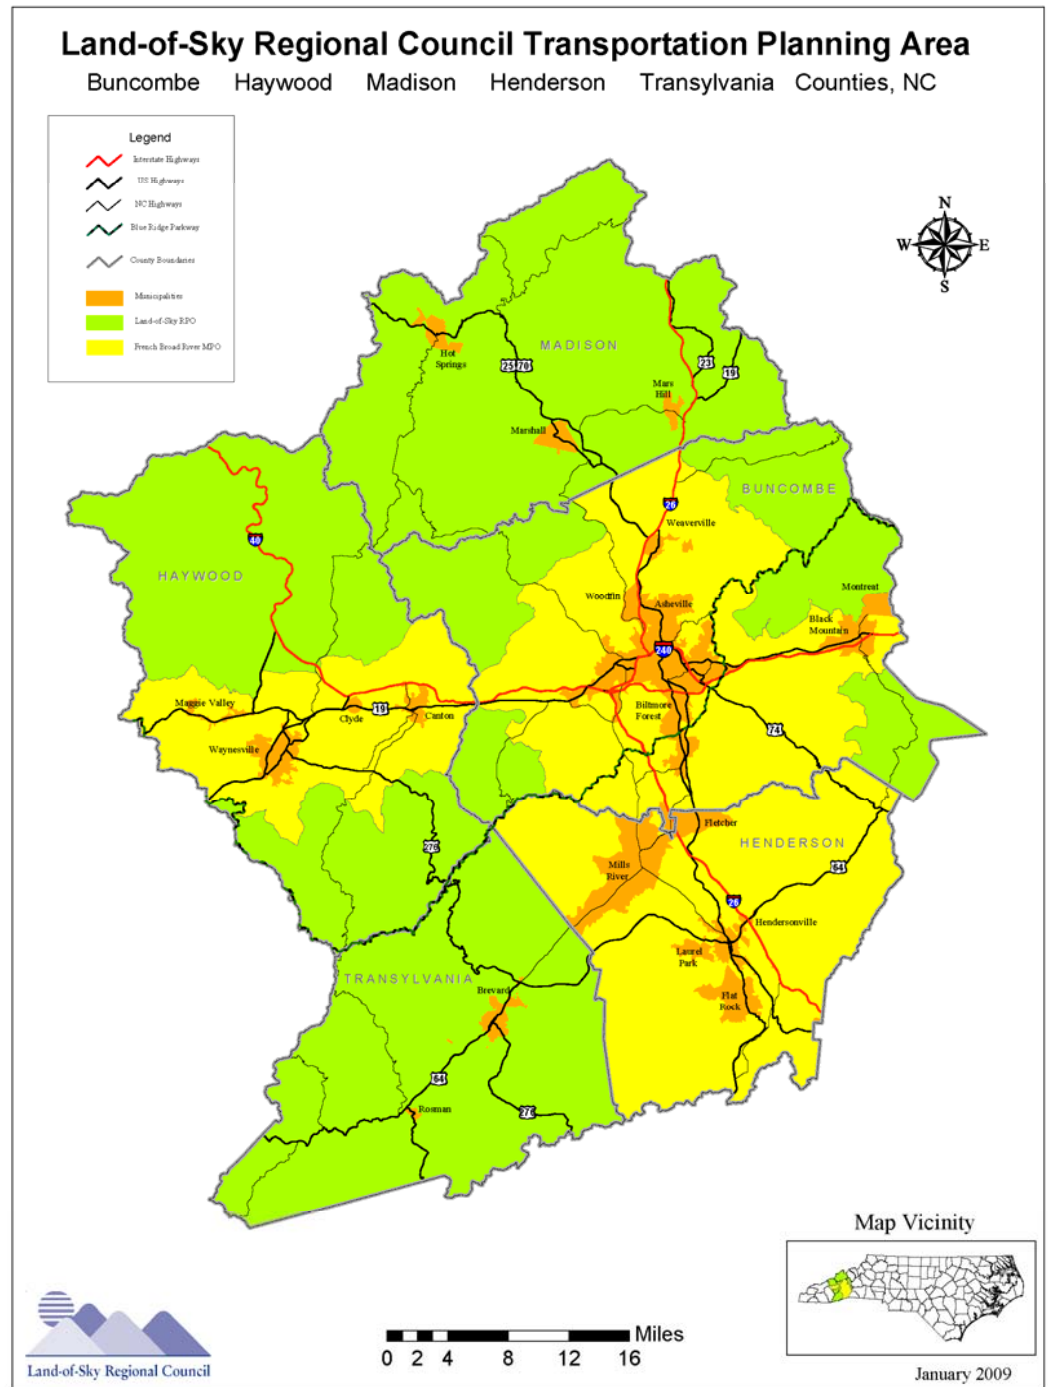 Land-of-Sky Regional Council Transportation Planning Area
Buncombe Haywood Madison Henderson Transylvania Counties, NC
Legend
Interstate Highways
US Highways
NC Highways
Blue Ridge Parkway
County Boundaries
Municipalities
Land-of-Sky RPO
French Broad River MPO
N
W E
S
Hot
Springs
MADISON
25 70
23
19
Mars
Hill
Marshall
BUNCOMBE
26
Weaverville
40
HAYWOOD
Woodfin
Asheville
Montreat
Black
Mountain
240
Maggie Valley
Clyde
19
Canton
Biltmore
Forest
Waynesville
74
Fletcher
HENDERSON
276
Mills
River
64
26
Hendersonville
Laurel
Park
TRANSYLVANIA
Brevard
Flat
Rock
64
Rosman
276
Map Vicinity
Miles
0 2 4 8 12 16
Land-of-Sky Regional Council
January 2009